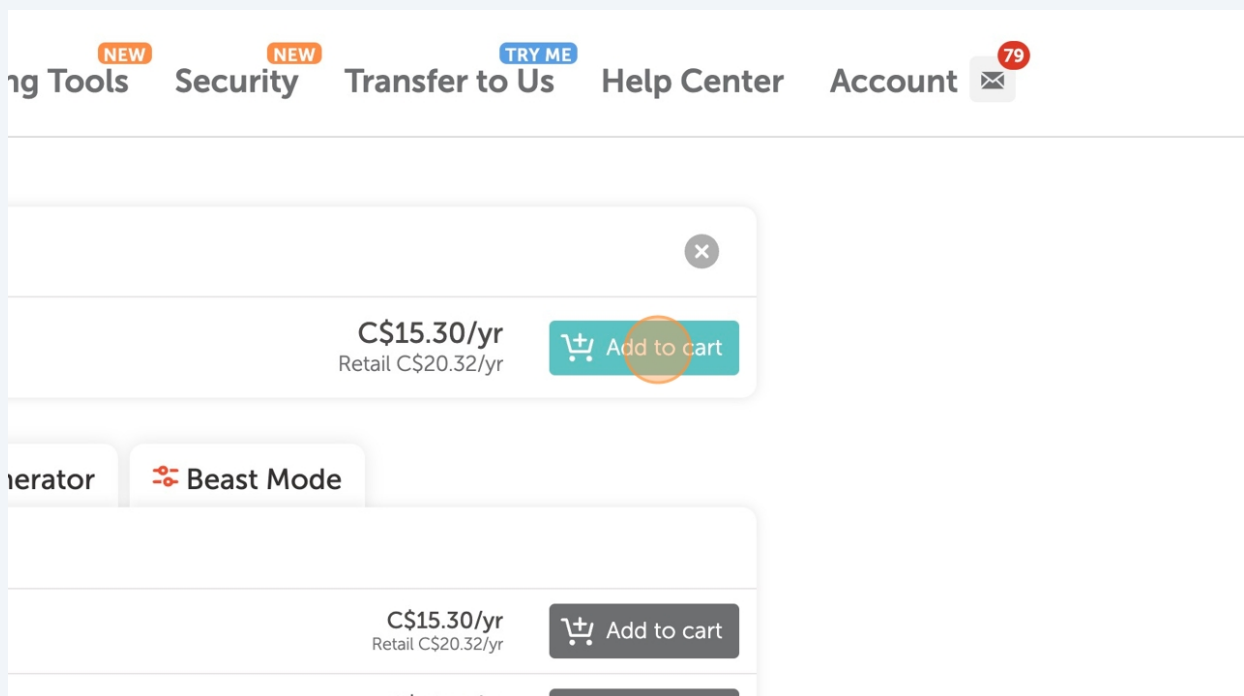 NEW NEW TRY ME 79
ng Tools Security Transfer to Us Help Center Account
C$15.30/yr
Add to cart
Retail C$20.32/yr
nerator Beast Mode
C$15.30/yr
Add to cart
Retail C$20.32/yr